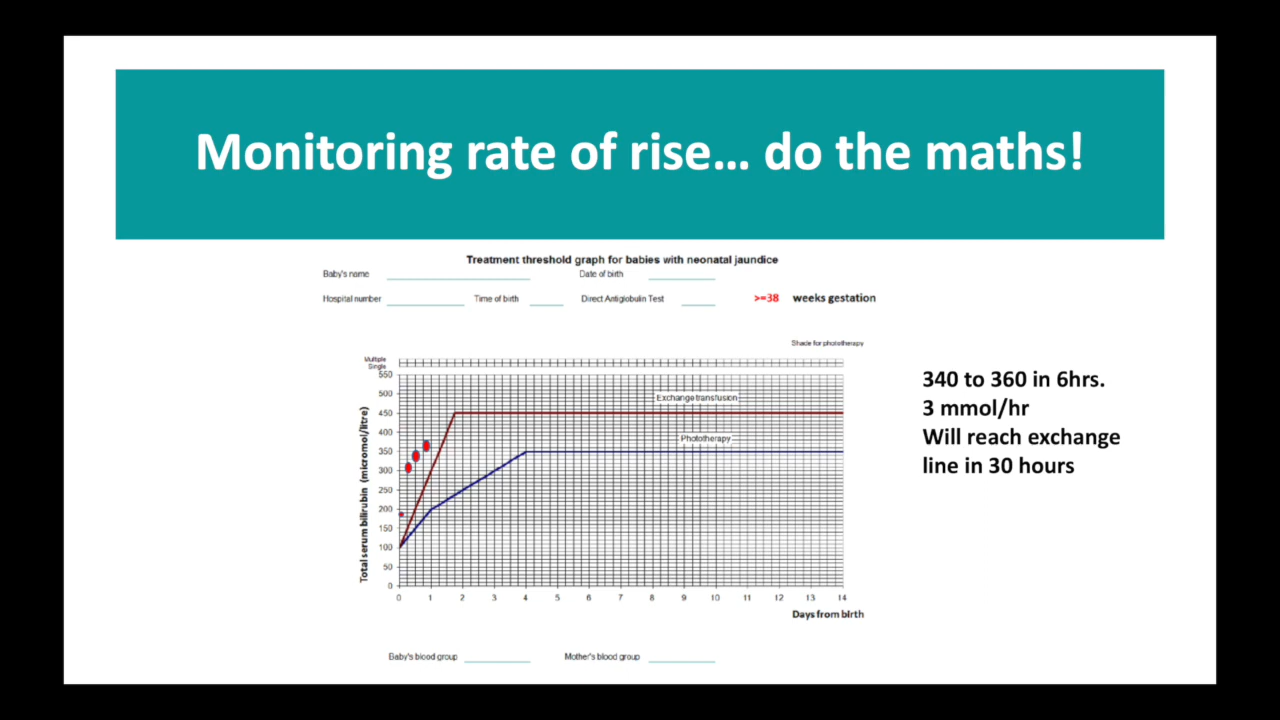 Monitoring rate of rise... do the maths!
Treatment threshold graph for babies with neonatal jaundice
Baby's name
Date of birth
Hospital number
Time of birth
Direct Antiglobulin Test
>=38 weeks gestation
Shade for phototherapy
Multiple
Single
550
500
450
400
350
300
250
200
150
100
50
0
Total serum bilirubin (micromol/litre)
Exchange transfusion
Phototherapy
0 1 2 3 4 5 6 7 8 9 10 11 12 13 14
Days from birth
340 to 360 in 6hrs.
3 mmol/hr
Will reach exchange
line in 30 hours
Baby's blood group
Mother's blood group